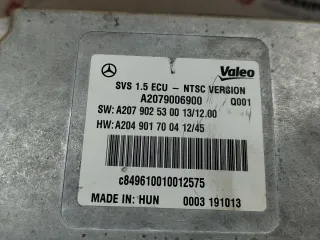 Valeo
SVS 1.5 ECU – NTSC VERSION
A2079006900 Q001
SW: A207 902 53 00 13/12.00
HW: A204 901 70 04 12/45
c849610010012575
MADE IN: HUN 0003 191013